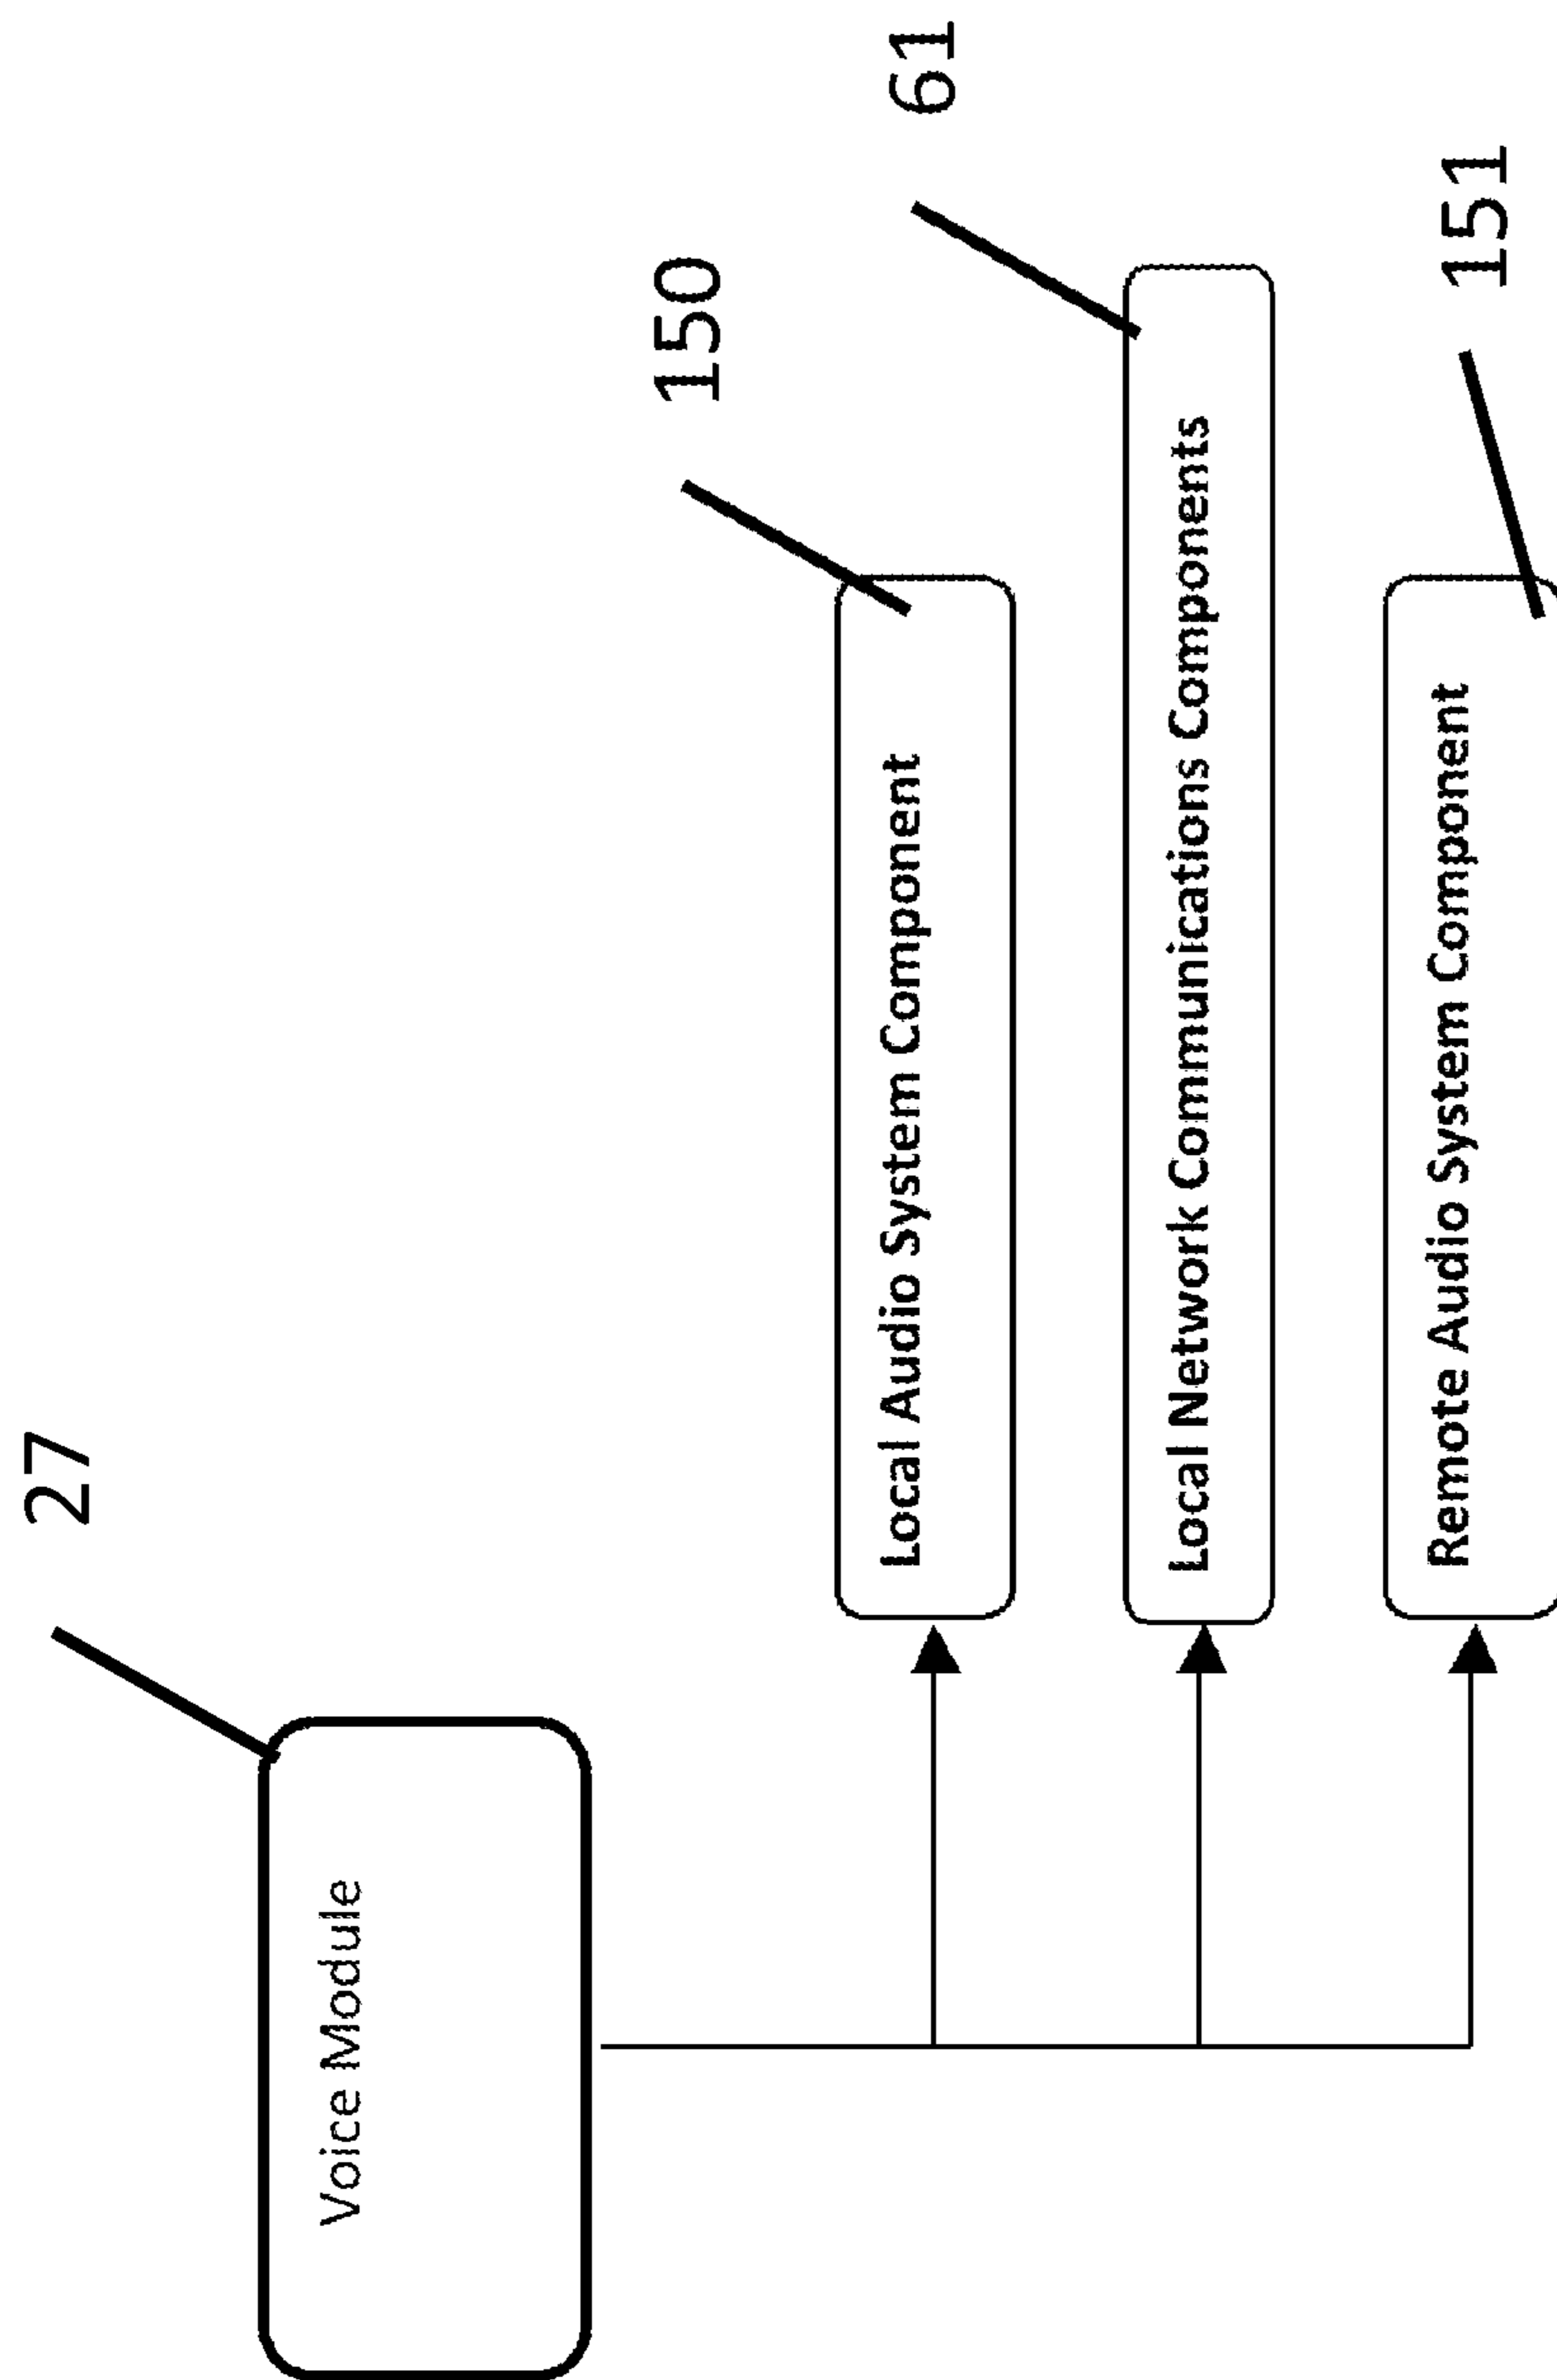 27
Voice Module
150
Local Audio System Component
61
Local Network Communications Components
151
Remote Audio System Component